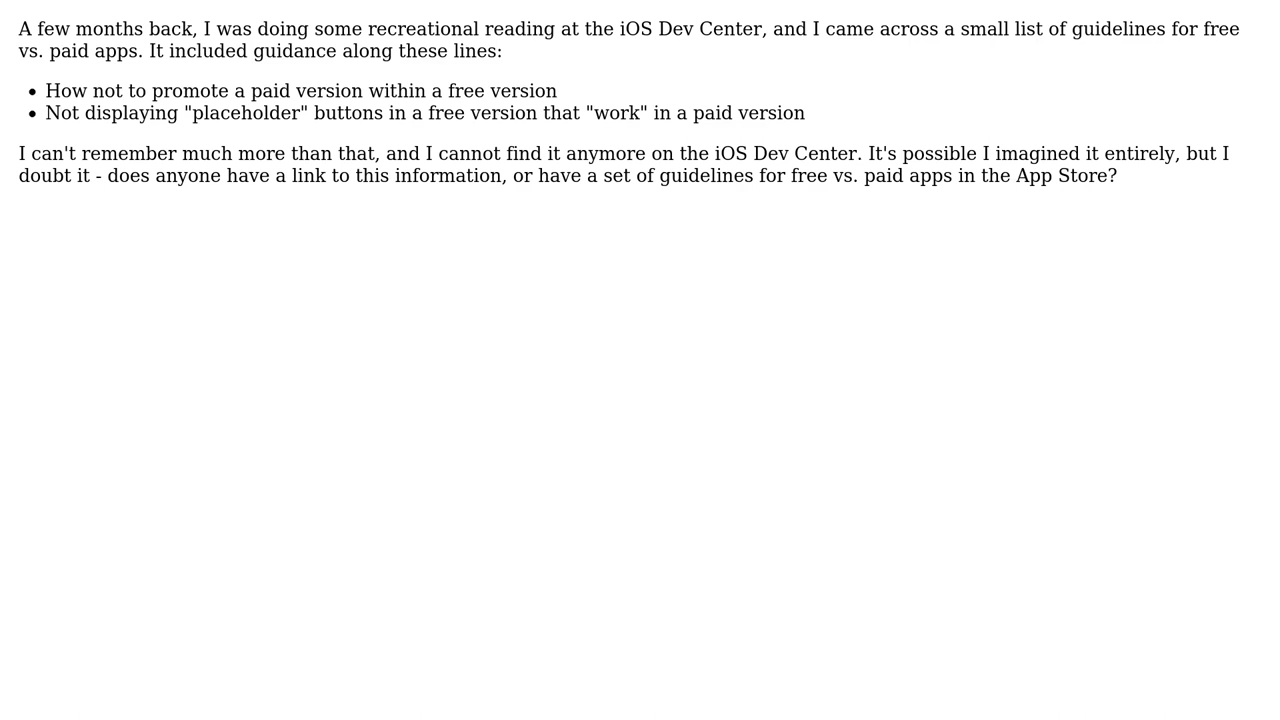 A few months back, I was doing some recreational reading at the iOS Dev Center, and I came across a small list of guidelines for free
vs. paid apps. It included guidance along these lines:
• How not to promote a paid version within a free version
• Not displaying "placeholder" buttons in a free version that "work" in a paid version
I can't remember much more than that, and I cannot find it anymore on the iOS Dev Center. It's possible I imagined it entirely, but I
doubt it - does anyone have a link to this information, or have a set of guidelines for free vs. paid apps in the App Store?